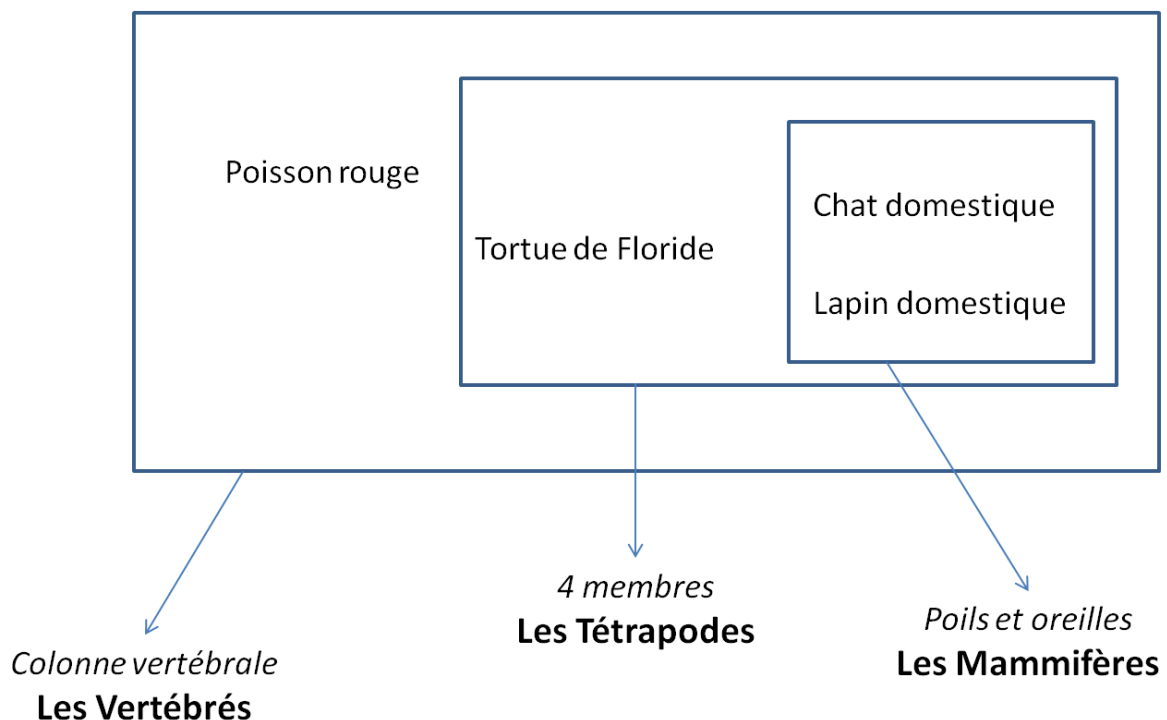 Poisson rouge
Tortue de Floride
Chat domestique
Lapin domestique
Colonne vertébrale
Les Vertébrés
4 membres
Les Tétrapodes
Poils et oreilles
Les Mammifères